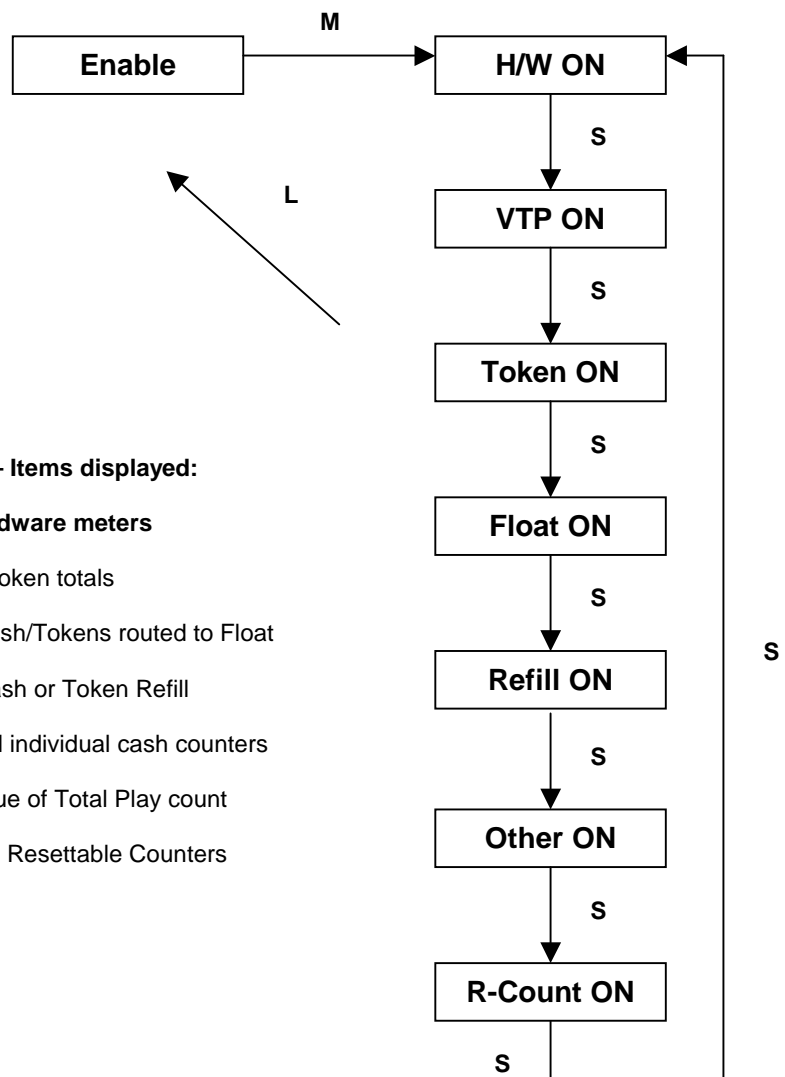 M
Enable
H/W ON
S
VTP ON
L
S
Token ON
S
- Items displayed:
dware meters
Float ON
oken totals
S
sh/Tokens routed to Float
S
Refill ON
ash or Token Refill
l individual cash counters
S
ue of Total Play count
Other ON
Resettable Counters
S
R-Count ON
S